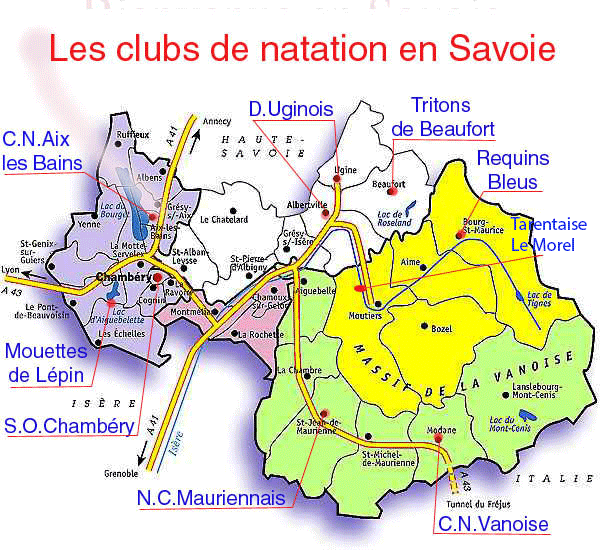 Les clubs de natation en Savoie
C.N.Aix
les Bains
D.Uginois
Tritons
de Beaufort
Requins
Bleus
Tarentaise
Le Morel
Mouettes
de Lépin
S.O.Chambéry
N.C.Mauriennais
C.N.Vanoise
A 41
Annecy
HAUTE-
SAVOIE
Ruffieux
Albens
Ugine
Beaufort
Lac du
Bourget
Grésy-
s/-Aix
Aix-les-
Bains
Le Chatelard
Albertville
Lac de
Roselend
Bourg-
St-Maurice
Yenne
La Motte-
Servolex
St-Alban-
Leysse
Grésy-
s/-Isère
St-Genix-
sur-
Guiers
Lyon
A 43
Chambéry
La
Ravoire
Cognin
St-Pierre-
d'Albigny
Aime
Lac de
Tignes
Le Pont-
de-Beauvoisin
Lac
d'Aiguebelette
Montmélian
Chamoux-
sur-Gelon
Aiguebelle
Moutiers
Les Échelles
La Rochette
Bozel
MASSIF DE LA VANOISE
La Chambre
Lanslebourg-
Mont-Cenis
ISÈRE
A 41
Isère
St-Jean-de-
Maurienne
Lac du
Mont-Cenis
St-Michel-
de-Maurienne
Modane
Grenoble
A 43
ITALIE
Tunnel du Fréjus